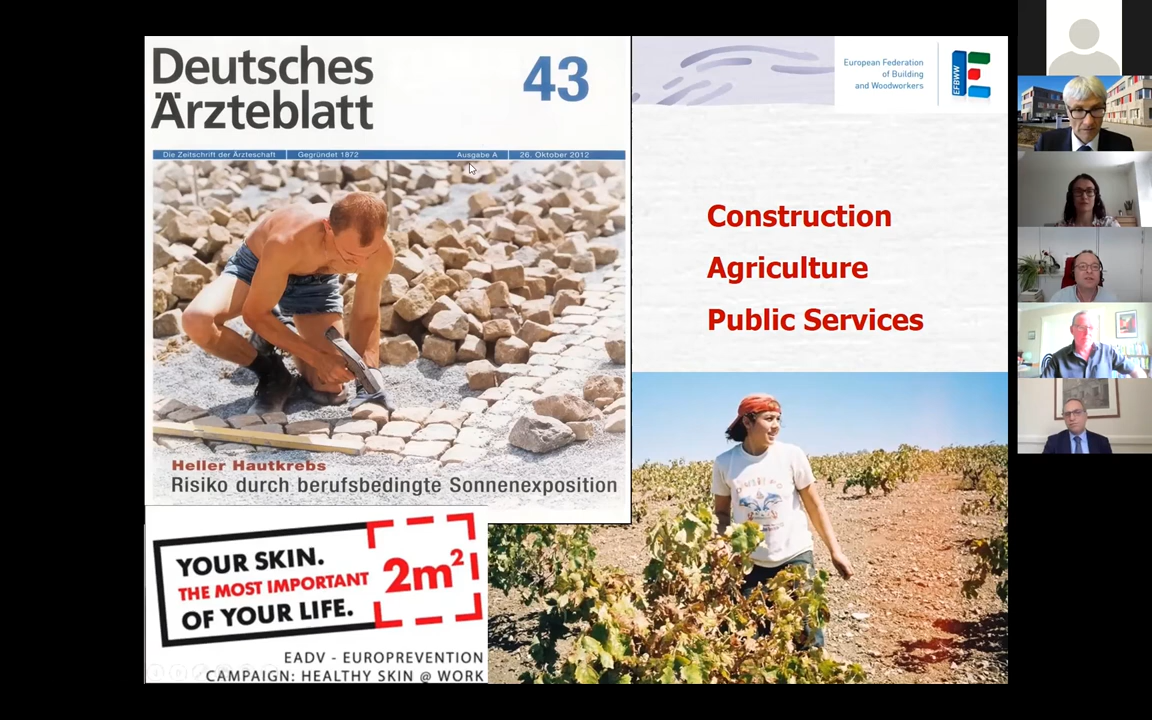 Deutsches
Ärzteblatt
43
Die Zeitschrift der Ärzteschaft
Gegründet 1872
Ausgabe A
26. Oktober 2012
Heller Hautkrebs
Risiko durch berufsbedingte Sonnenexposition
European Federation
of Building
and Woodworkers
EFBWW
Construction
Agriculture
Public Services
YOUR SKIN.
THE MOST IMPORTANT
OF YOUR LIFE.
2m²
EADV - EUROPREVENTION
CAMPAIGN: HEALTHY SKIN @ WORK